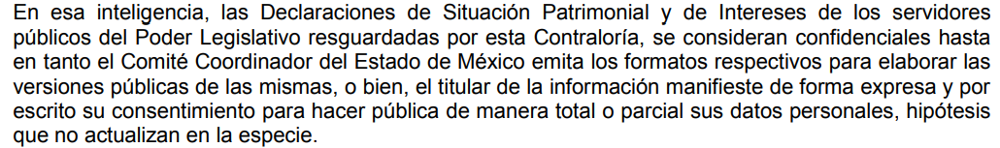 En esa inteligencia, las Declaraciones de Situación Patrimonial y de Intereses de los servidores
públicos del Poder Legislativo resguardadas por esta Contraloría, se consideran confidenciales hasta
en tanto el Comité Coordinador del Estado de México emita los formatos respectivos para elaborar las
versiones públicas de las mismas, o bien, el titular de la información manifieste de forma expresa y por
escrito su consentimiento para hacer pública de manera total o parcial sus datos personales, hipótesis
que no actualizan en la especie.